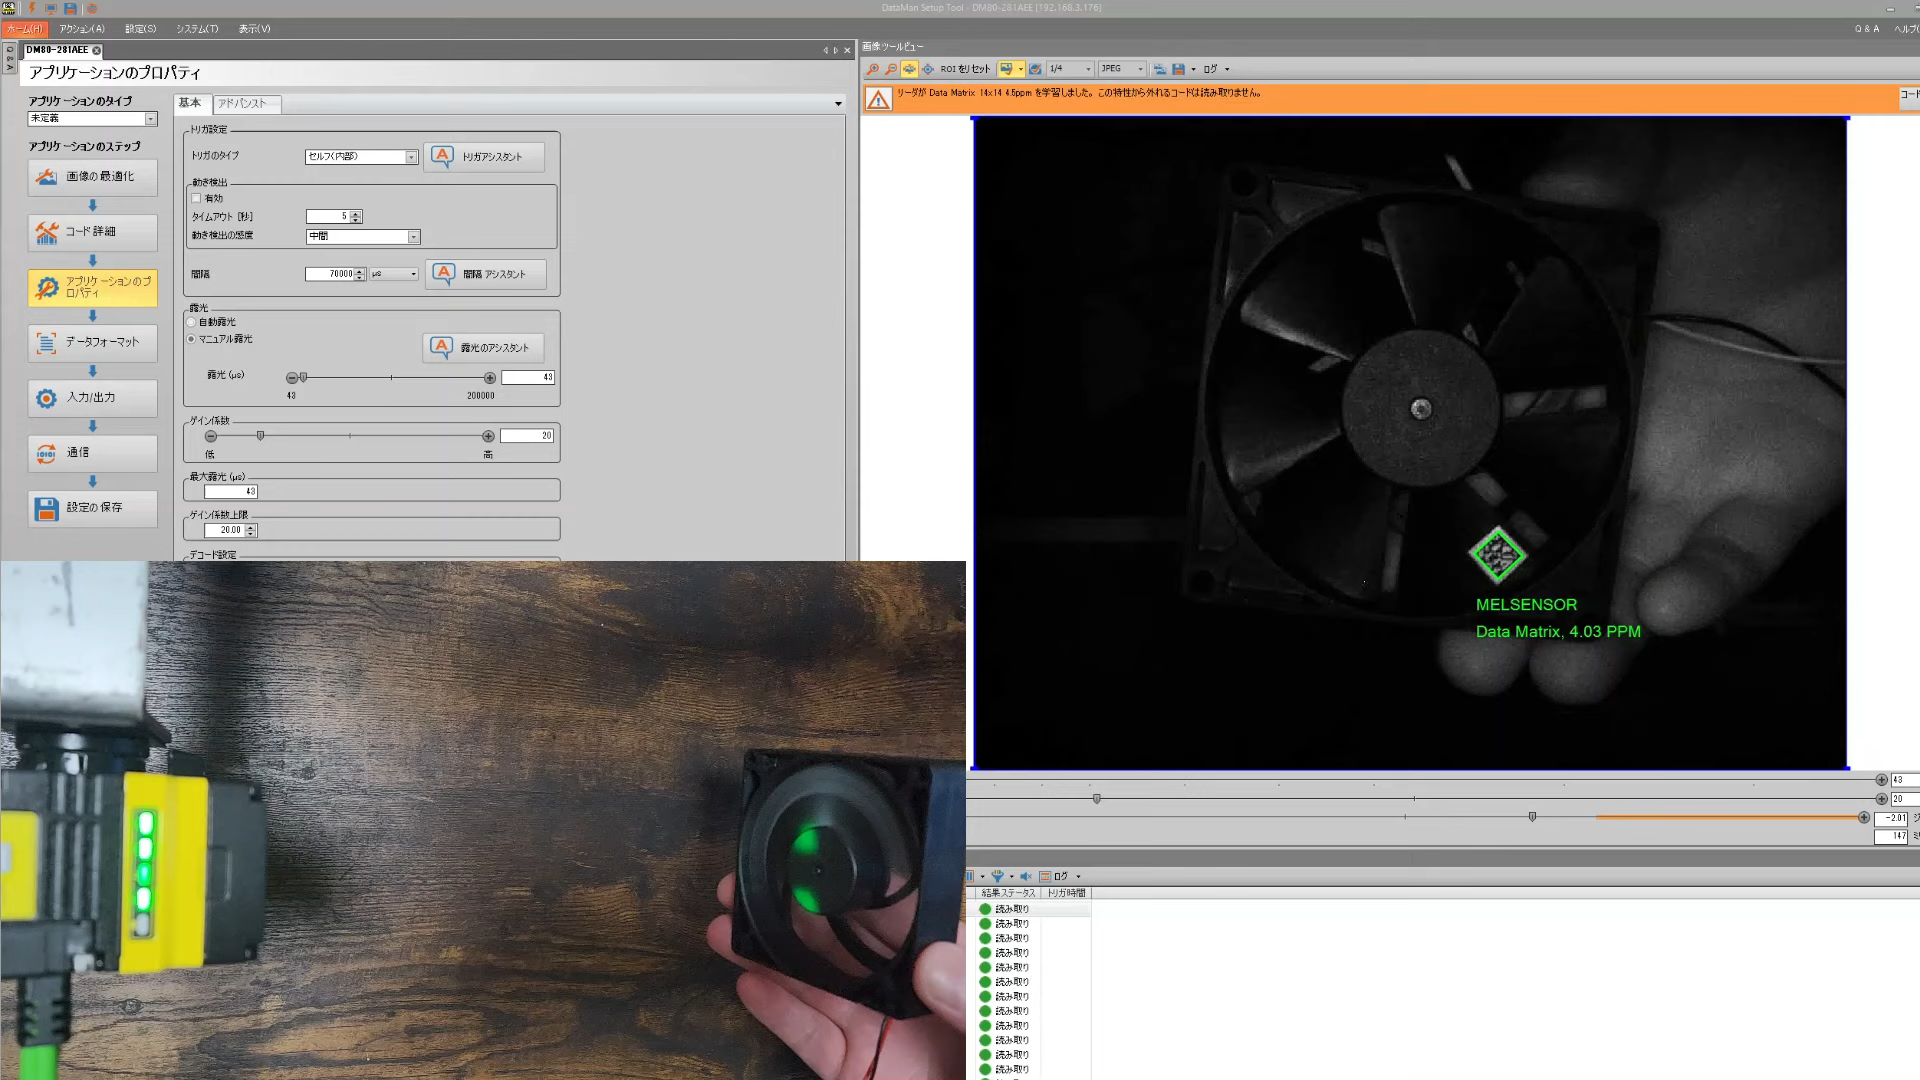 DataMan Setup Tool - DM80-281AEE [192.168.3.176]
ホーム(H) アクション(A) 設定(S) システム(T) 表示(V)
Q & A
Q & A
DM80-281AEE
アプリケーションのプロパティ
アプリケーションのタイプ
未定義
アプリケーションのステップ
画像の最適化
コード詳細
アプリケーションのプ
ロパティ
データフォーマット
入力/出力
通信
設定の保存
基本 アドバンスト
トリガ設定
トリガのタイプ セルフ(内部) トリガアシスタント
動き検出
有効
タイムアウト [秒] 5
動き検出の感度 中間
間隔 70000 μs 間隔 アシスタント
露光
自動露光
マニュアル露光
露光のアシスタント
露光 (μs) 43
43 200000
ゲイン係数
20
低 高
最大露光 (μs)
43
ゲイン係数上限
20.00
デコード設定
画像ツールビュー
ROI をリセット 1/4 JPEG ログ
リーダが Data Matrix 14x14 4.6ppm を学習しました。この特性から外れるコードは読み取りません。
コード
MELSENSOR
Data Matrix, 4.03 PPM
43
20
-2.01
147
ログ
結果ステータス トリガ時間
読み取り
読み取り
読み取り
読み取り
読み取り
読み取り
読み取り
読み取り
読み取り
読み取り
読み取り
読み取り